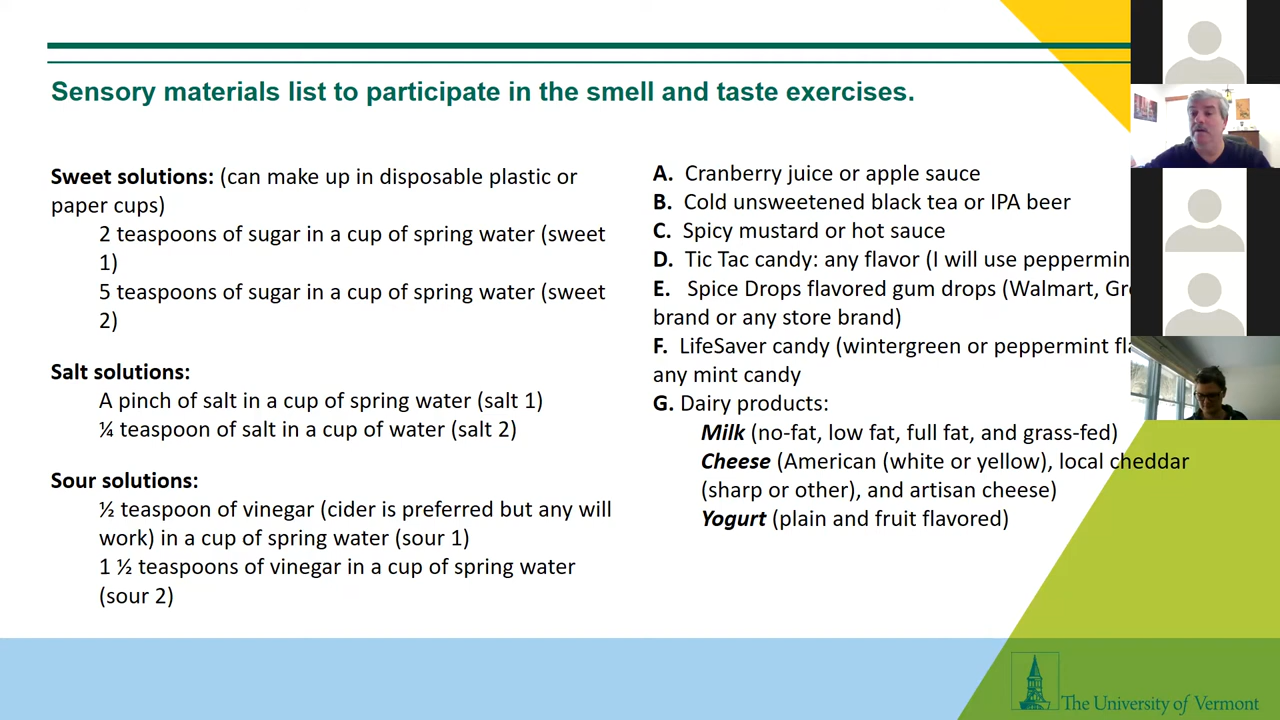 Sensory materials list to participate in the smell and taste exercises.
Sweet solutions: (can make up in disposable plastic or
paper cups)
2 teaspoons of sugar in a cup of spring water (sweet
1)
5 teaspoons of sugar in a cup of spring water (sweet
2)
Salt solutions:
A pinch of salt in a cup of spring water (salt 1)
¼ teaspoon of salt in a cup of water (salt 2)
Sour solutions:
½ teaspoon of vinegar (cider is preferred but any will
work) in a cup of spring water (sour 1)
1 ½ teaspoons of vinegar in a cup of spring water
(sour 2)
A. Cranberry juice or apple sauce
B. Cold unsweetened black tea or IPA beer
C. Spicy mustard or hot sauce
D. Tic Tac candy: any flavor (I will use
E. Spice Drops flavored gum drops (Walmart,
brand or any store brand)
F. LifeSaver candy (wintergreen or peppermint
any mint candy
G. Dairy products:
Milk (no-fat, low fat, full fat, and grass-fed)
Cheese (American (white or yellow), local cheddar
(sharp or other), and artisan cheese)
Yogurt (plain and fruit flavored)
The University of Vermont